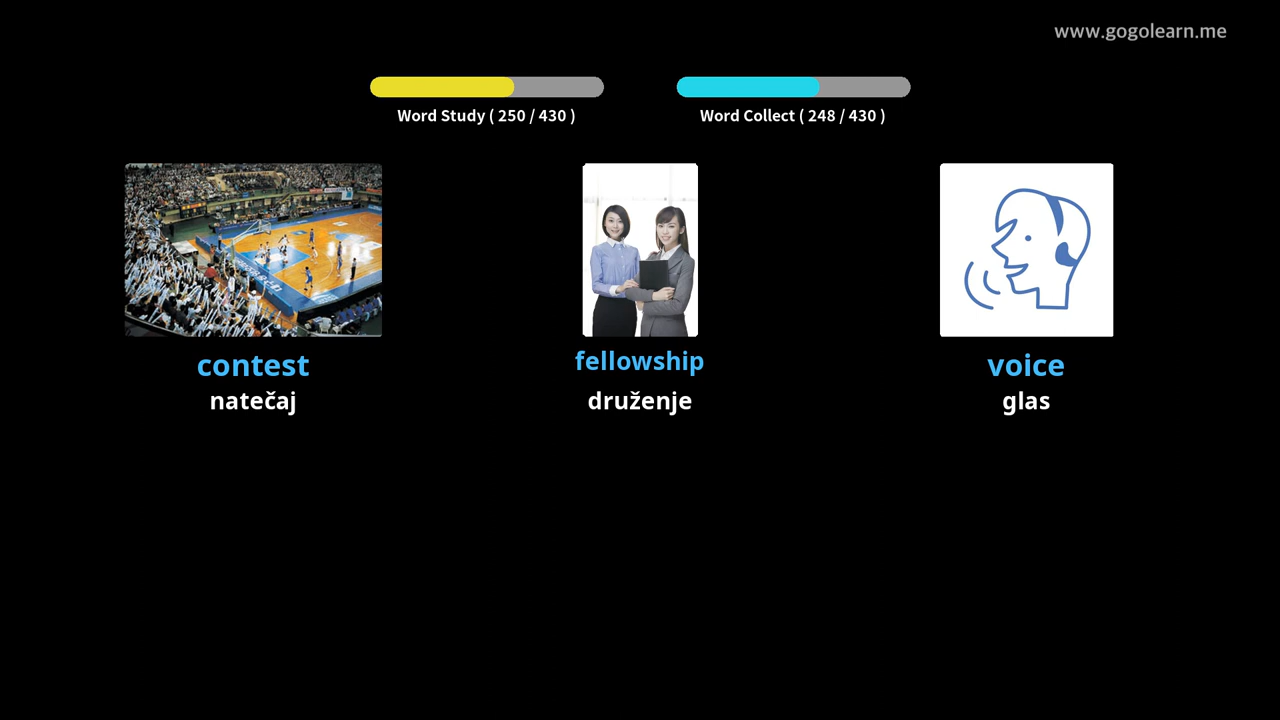 www.gogolearn.me
Word Study ( 250 / 430 )
Word Collect ( 248 / 430 )
contest
fellowship
voice
natečaj
druženje
glas